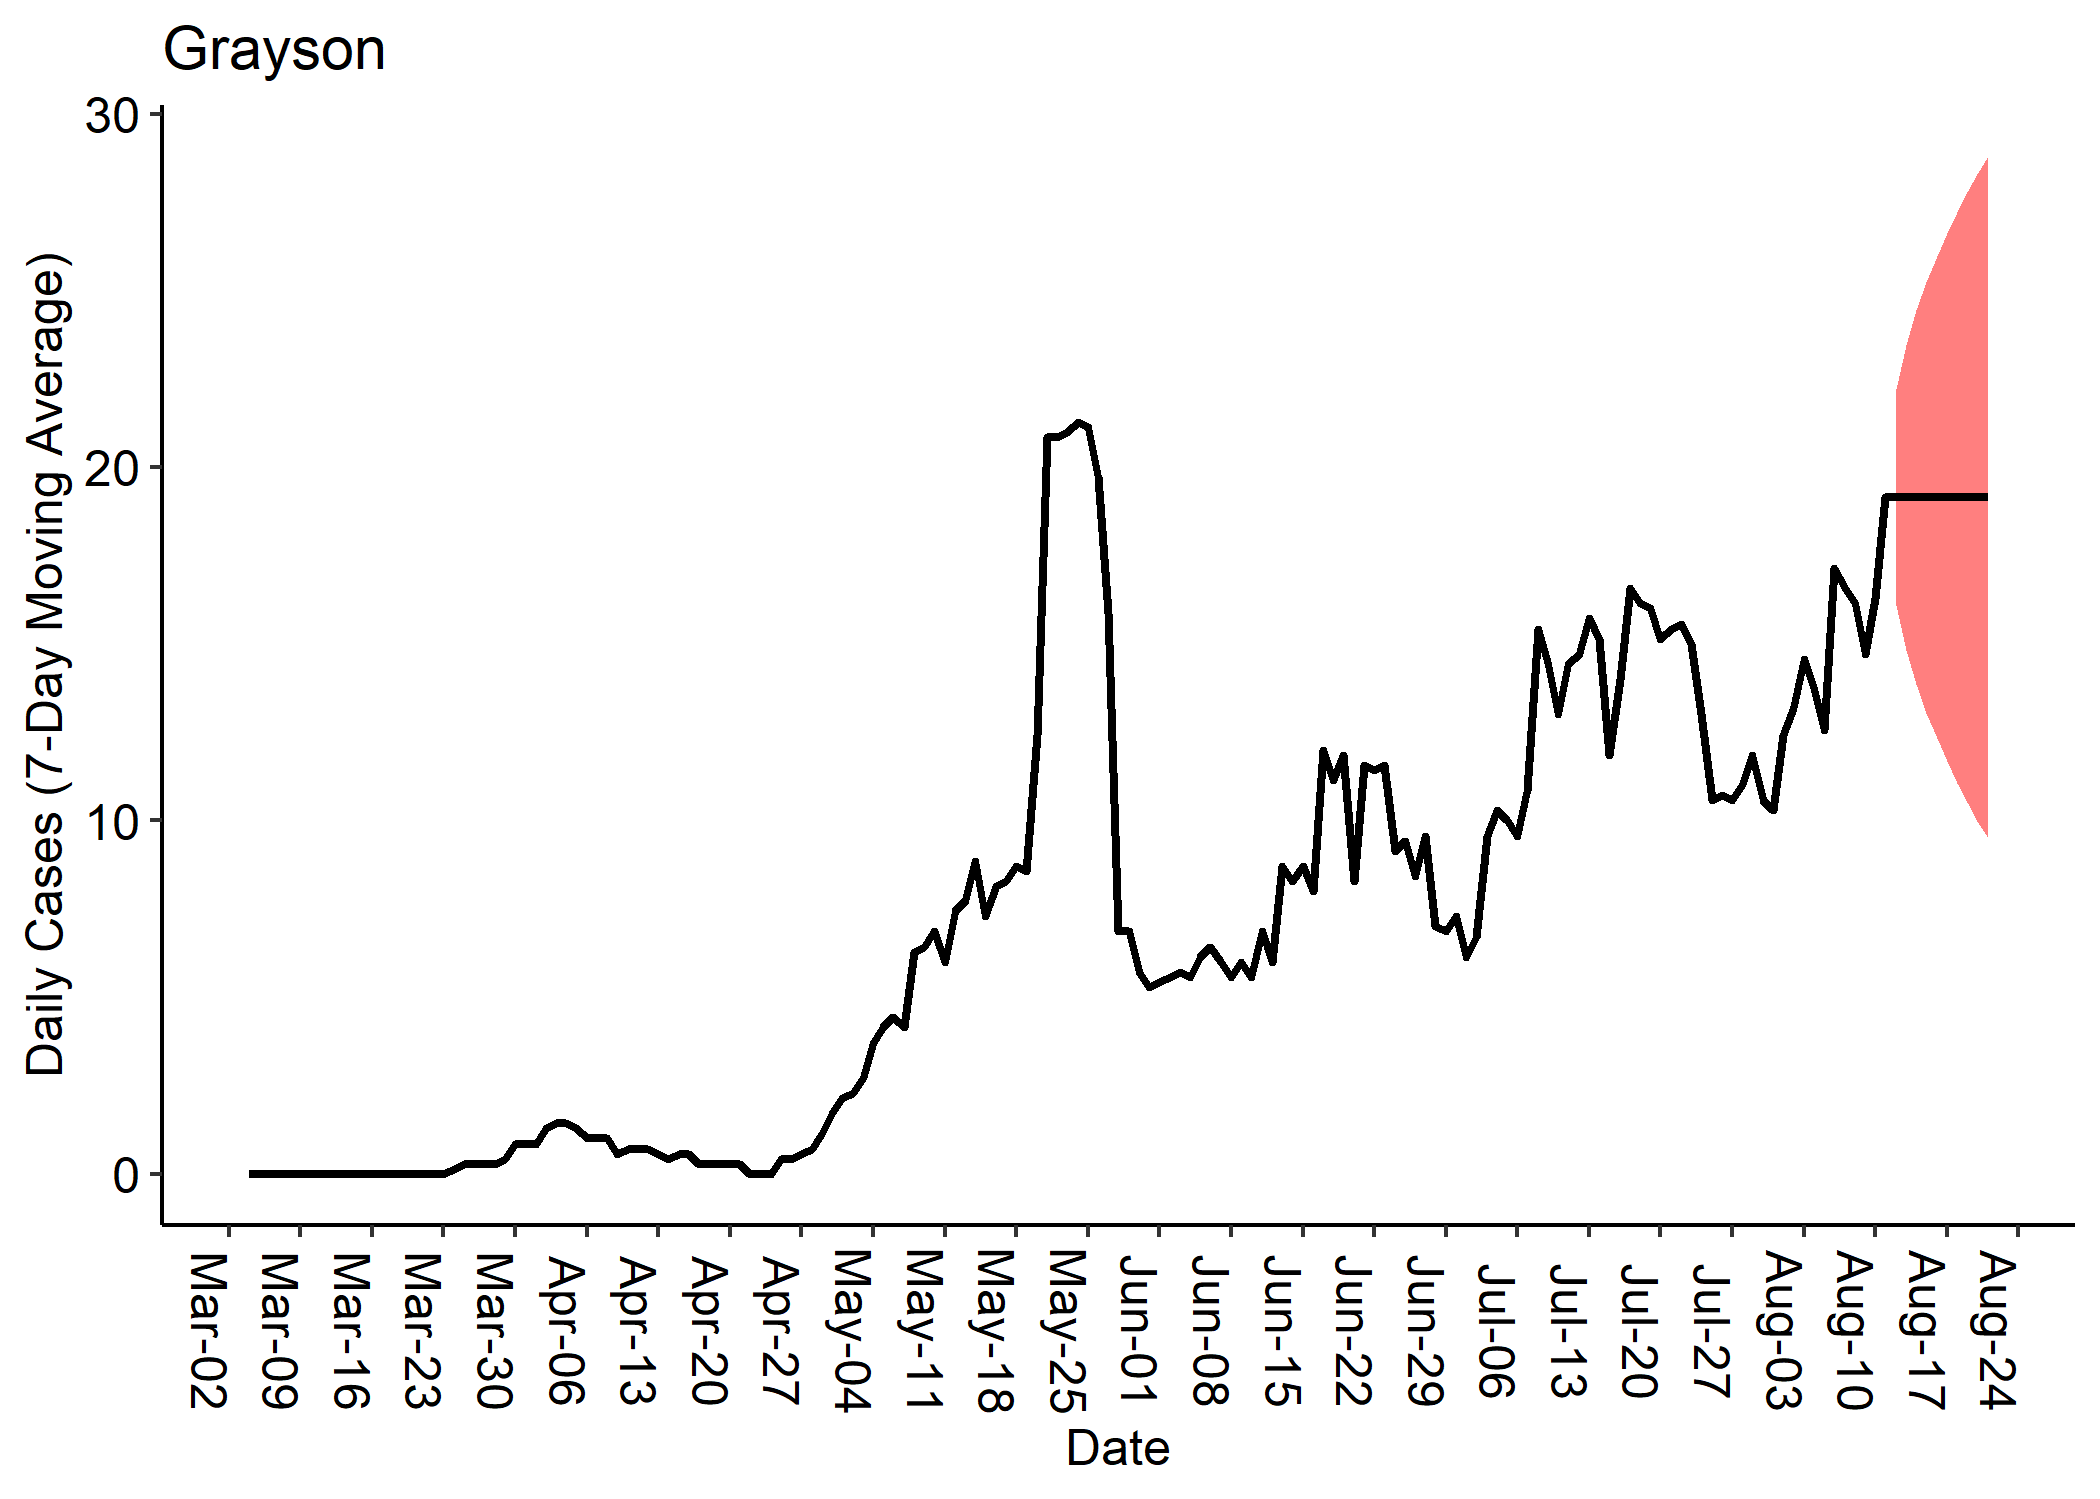 Grayson
Daily Cases (7-Day Moving Average)
30
20
10
0
Mar-02
Mar-09
Mar-16
Mar-23
Mar-30
Apr-06
Apr-13
Apr-20
Apr-27
May-04
May-11
May-18
May-25
Jun-01
Jun-08
Jun-15
Jun-22
Jun-29
Jul-06
Jul-13
Jul-20
Jul-27
Aug-03
Aug-10
Aug-17
Aug-24
Date